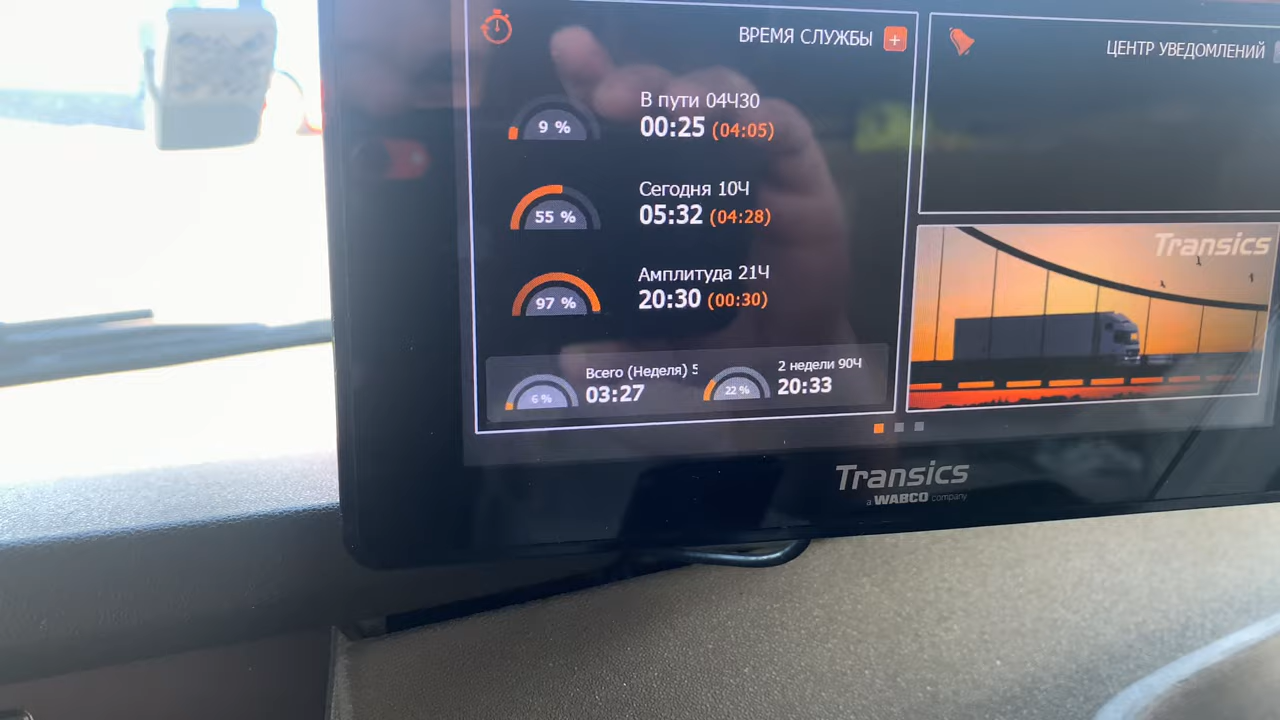 ВРЕМЯ СЛУЖБЫ +
9 %
В пути 04Ч30
00:25 (04:05)
55 %
Сегодня 10Ч
05:32 (04:28)
97 %
Амплитуда 21Ч
20:30 (00:30)
6 %
Всего (Неделя) 5
03:27
22 %
2 недели 90Ч
20:33
ЦЕНТР УВЕДОМЛЕНИЙ
Transics
Transics
a WABCO company